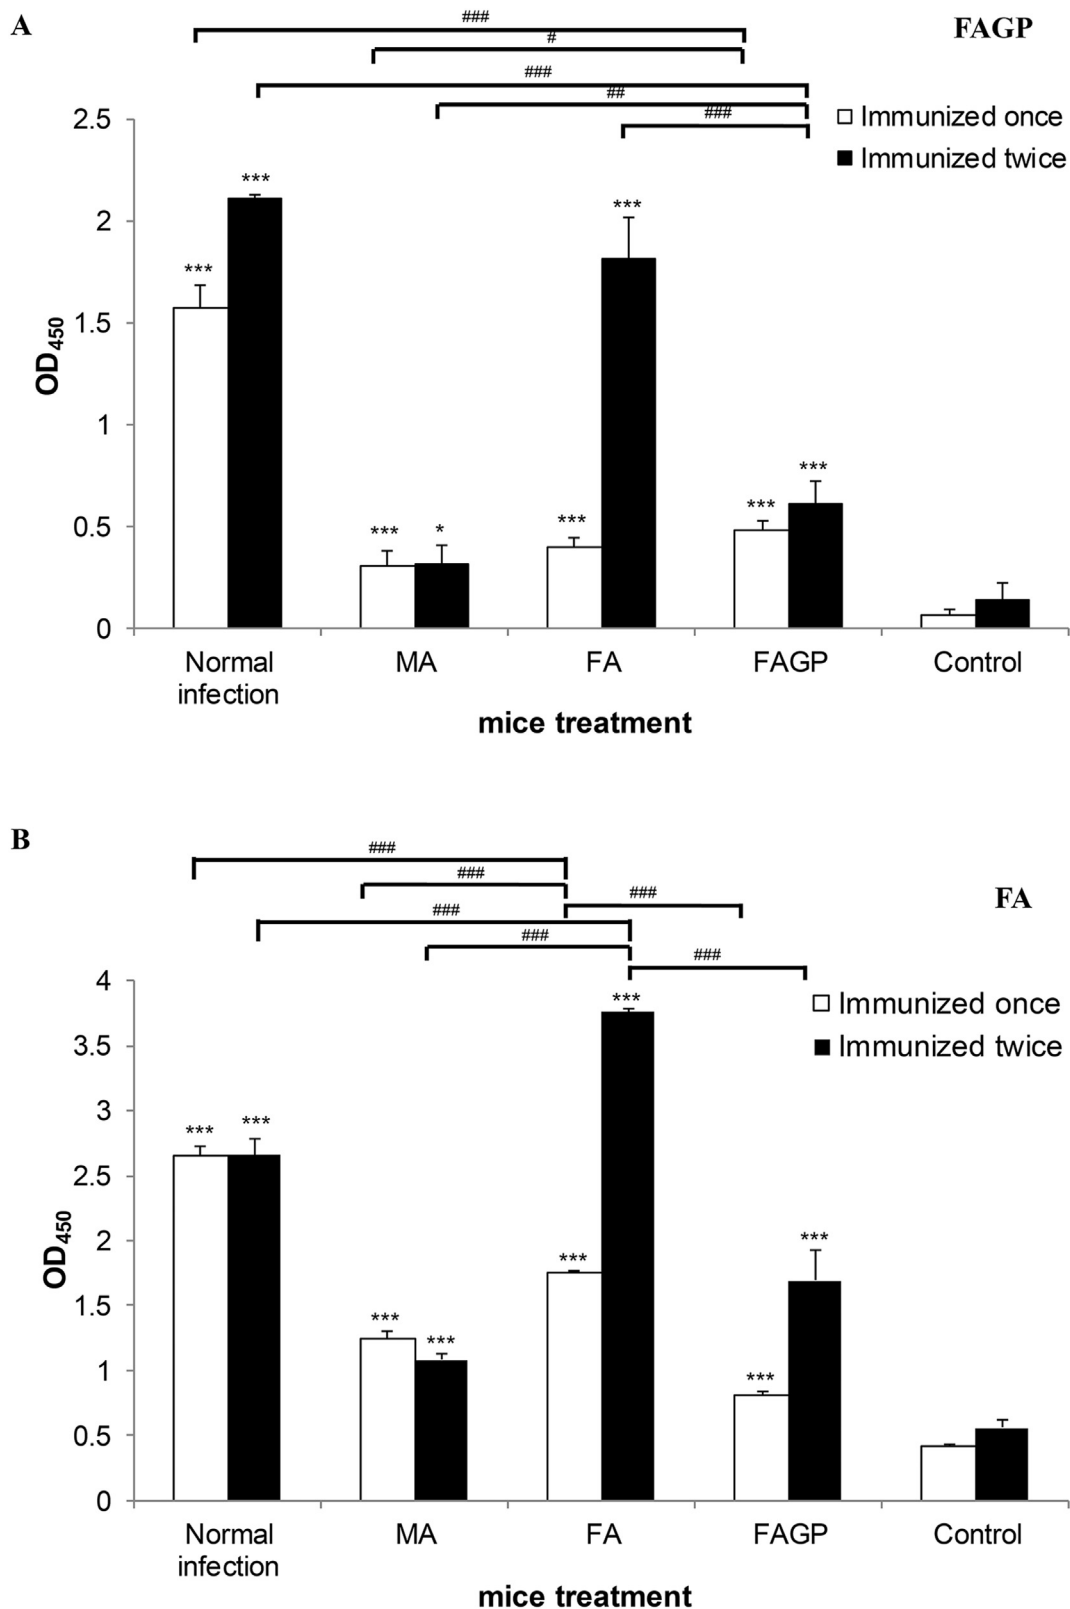 A
FAGP
###
#
###
##
###
Immunized once
Immunized twice
2.5
2
1.5
1
0.5
0
OD450
***
***
***
*
***
***
***
***
Normal infection
MA
FA
FAGP
Control
mice treatment
B
FA
###
###
###
###
###
###
Immunized once
Immunized twice
4
3.5
3
2.5
2
1.5
1
0.5
0
OD450
***
***
***
***
***
***
***
***
Normal infection
MA
FA
FAGP
Control
mice treatment